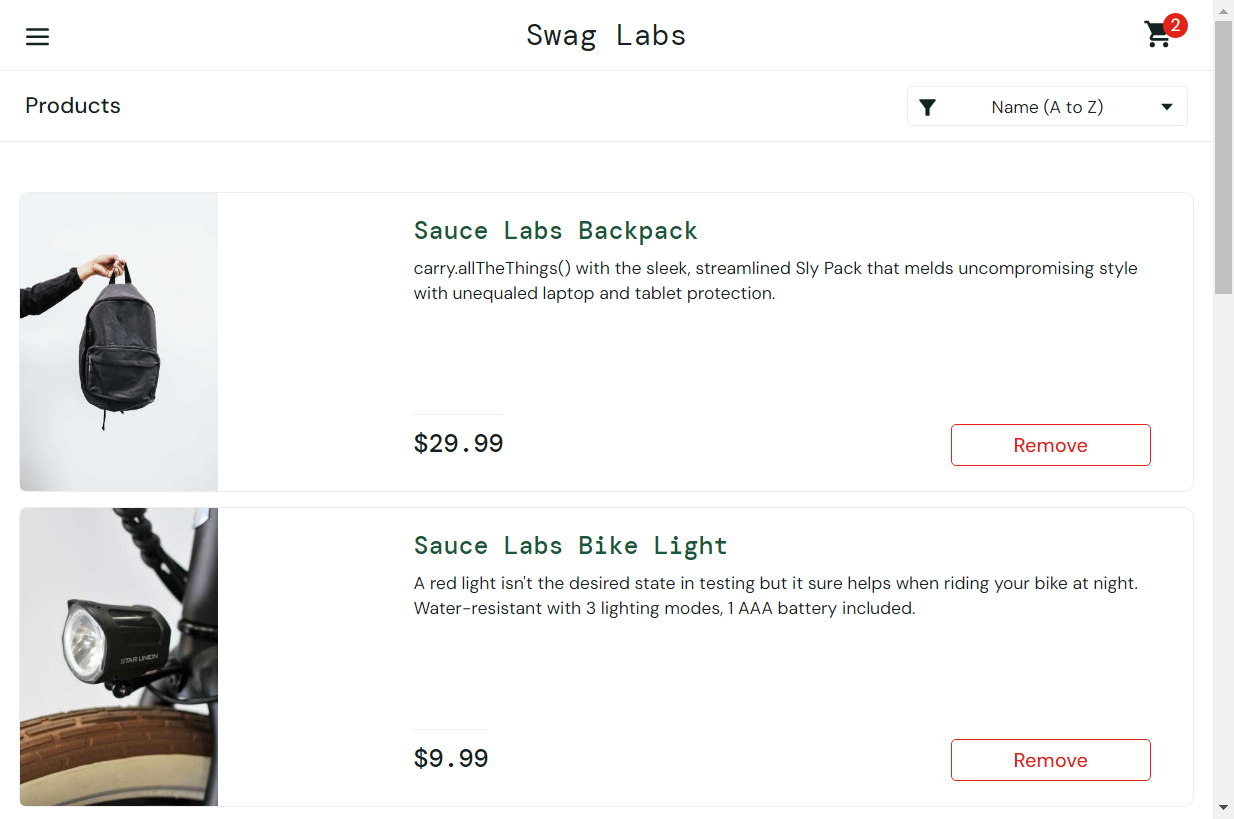 Swag Labs
2
Products
Name (A to Z)
Sauce Labs Backpack
carry.allTheThings() with the sleek, streamlined Sly Pack that melds uncompromising style
with unequaled laptop and tablet protection.
$29.99
Remove
Sauce Labs Bike Light
A red light isn't the desired state in testing but it sure helps when riding your bike at night.
Water-resistant with 3 lighting modes, 1 AAA battery included.
STAR UNION
$9.99
Remove